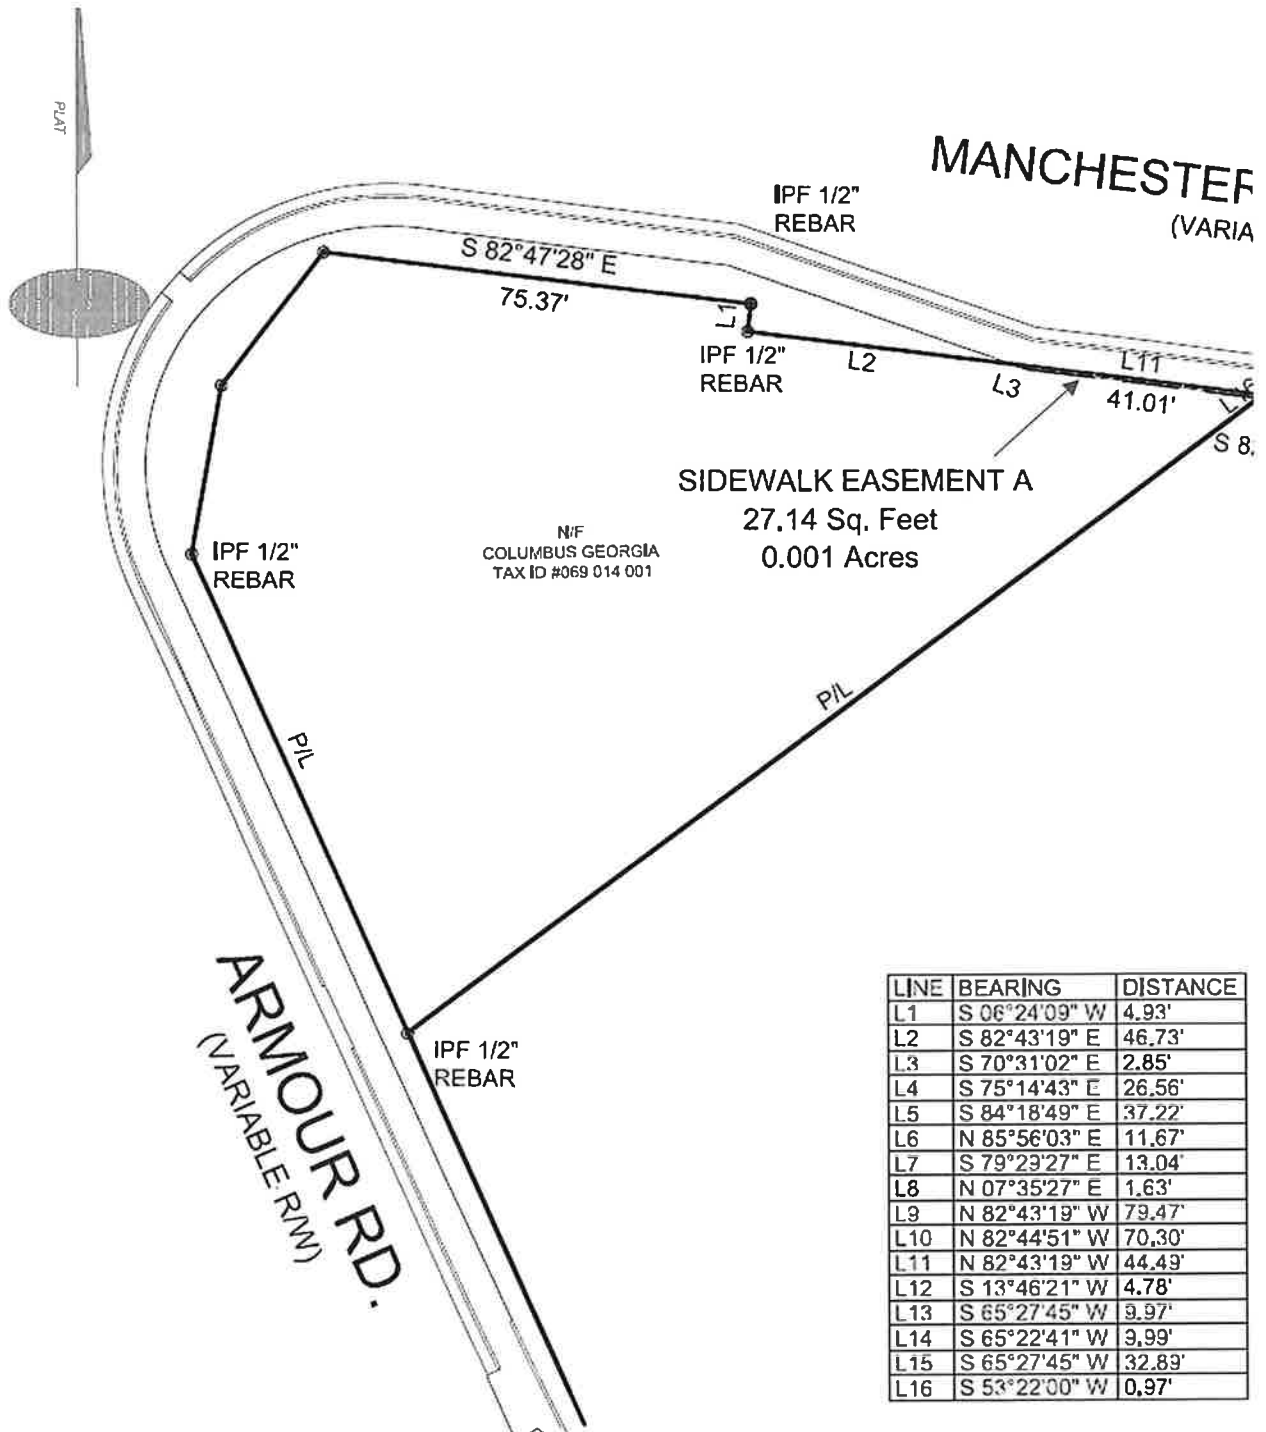 PLAT
MANCHESTER
(VARIA
IPF 1/2"
REBAR
S 82°47'28" E
75.37'
L1
IPF 1/2"
REBAR
L2
L3
L11
41.01'
S 8
SIDEWALK EASEMENT A
27.14 Sq. Feet
0.001 Acres
N/F
COLUMBUS GEORGIA
TAX ID #069 014 001
IPF 1/2"
REBAR
P/L
P/L
IPF 1/2"
REBAR
ARMOUR RD.
(VARIABLE R/W)
LINE BEARING DISTANCE
L1 S 06°24'09" W 4.93'
L2 S 82°43'19" E 46.73'
L3 S 70°31'02" E 2.85'
L4 S 75°14'43" E 26.56'
L5 S 84°18'49" E 37.22'
L6 N 85°56'03" E 11.67'
L7 S 79°29'27" E 13.04'
L8 N 07°35'27" E 1.63'
L9 N 82°43'19" W 79.47'
L10 N 82°44'51" W 70.30'
L11 N 82°43'19" W 44.49'
L12 S 13°46'21" W 4.78'
L13 S 65°27'45" W 9.97'
L14 S 65°22'41" W 9.99'
L15 S 65°27'45" W 32.89'
L16 S 53°22'00" W 0.97'